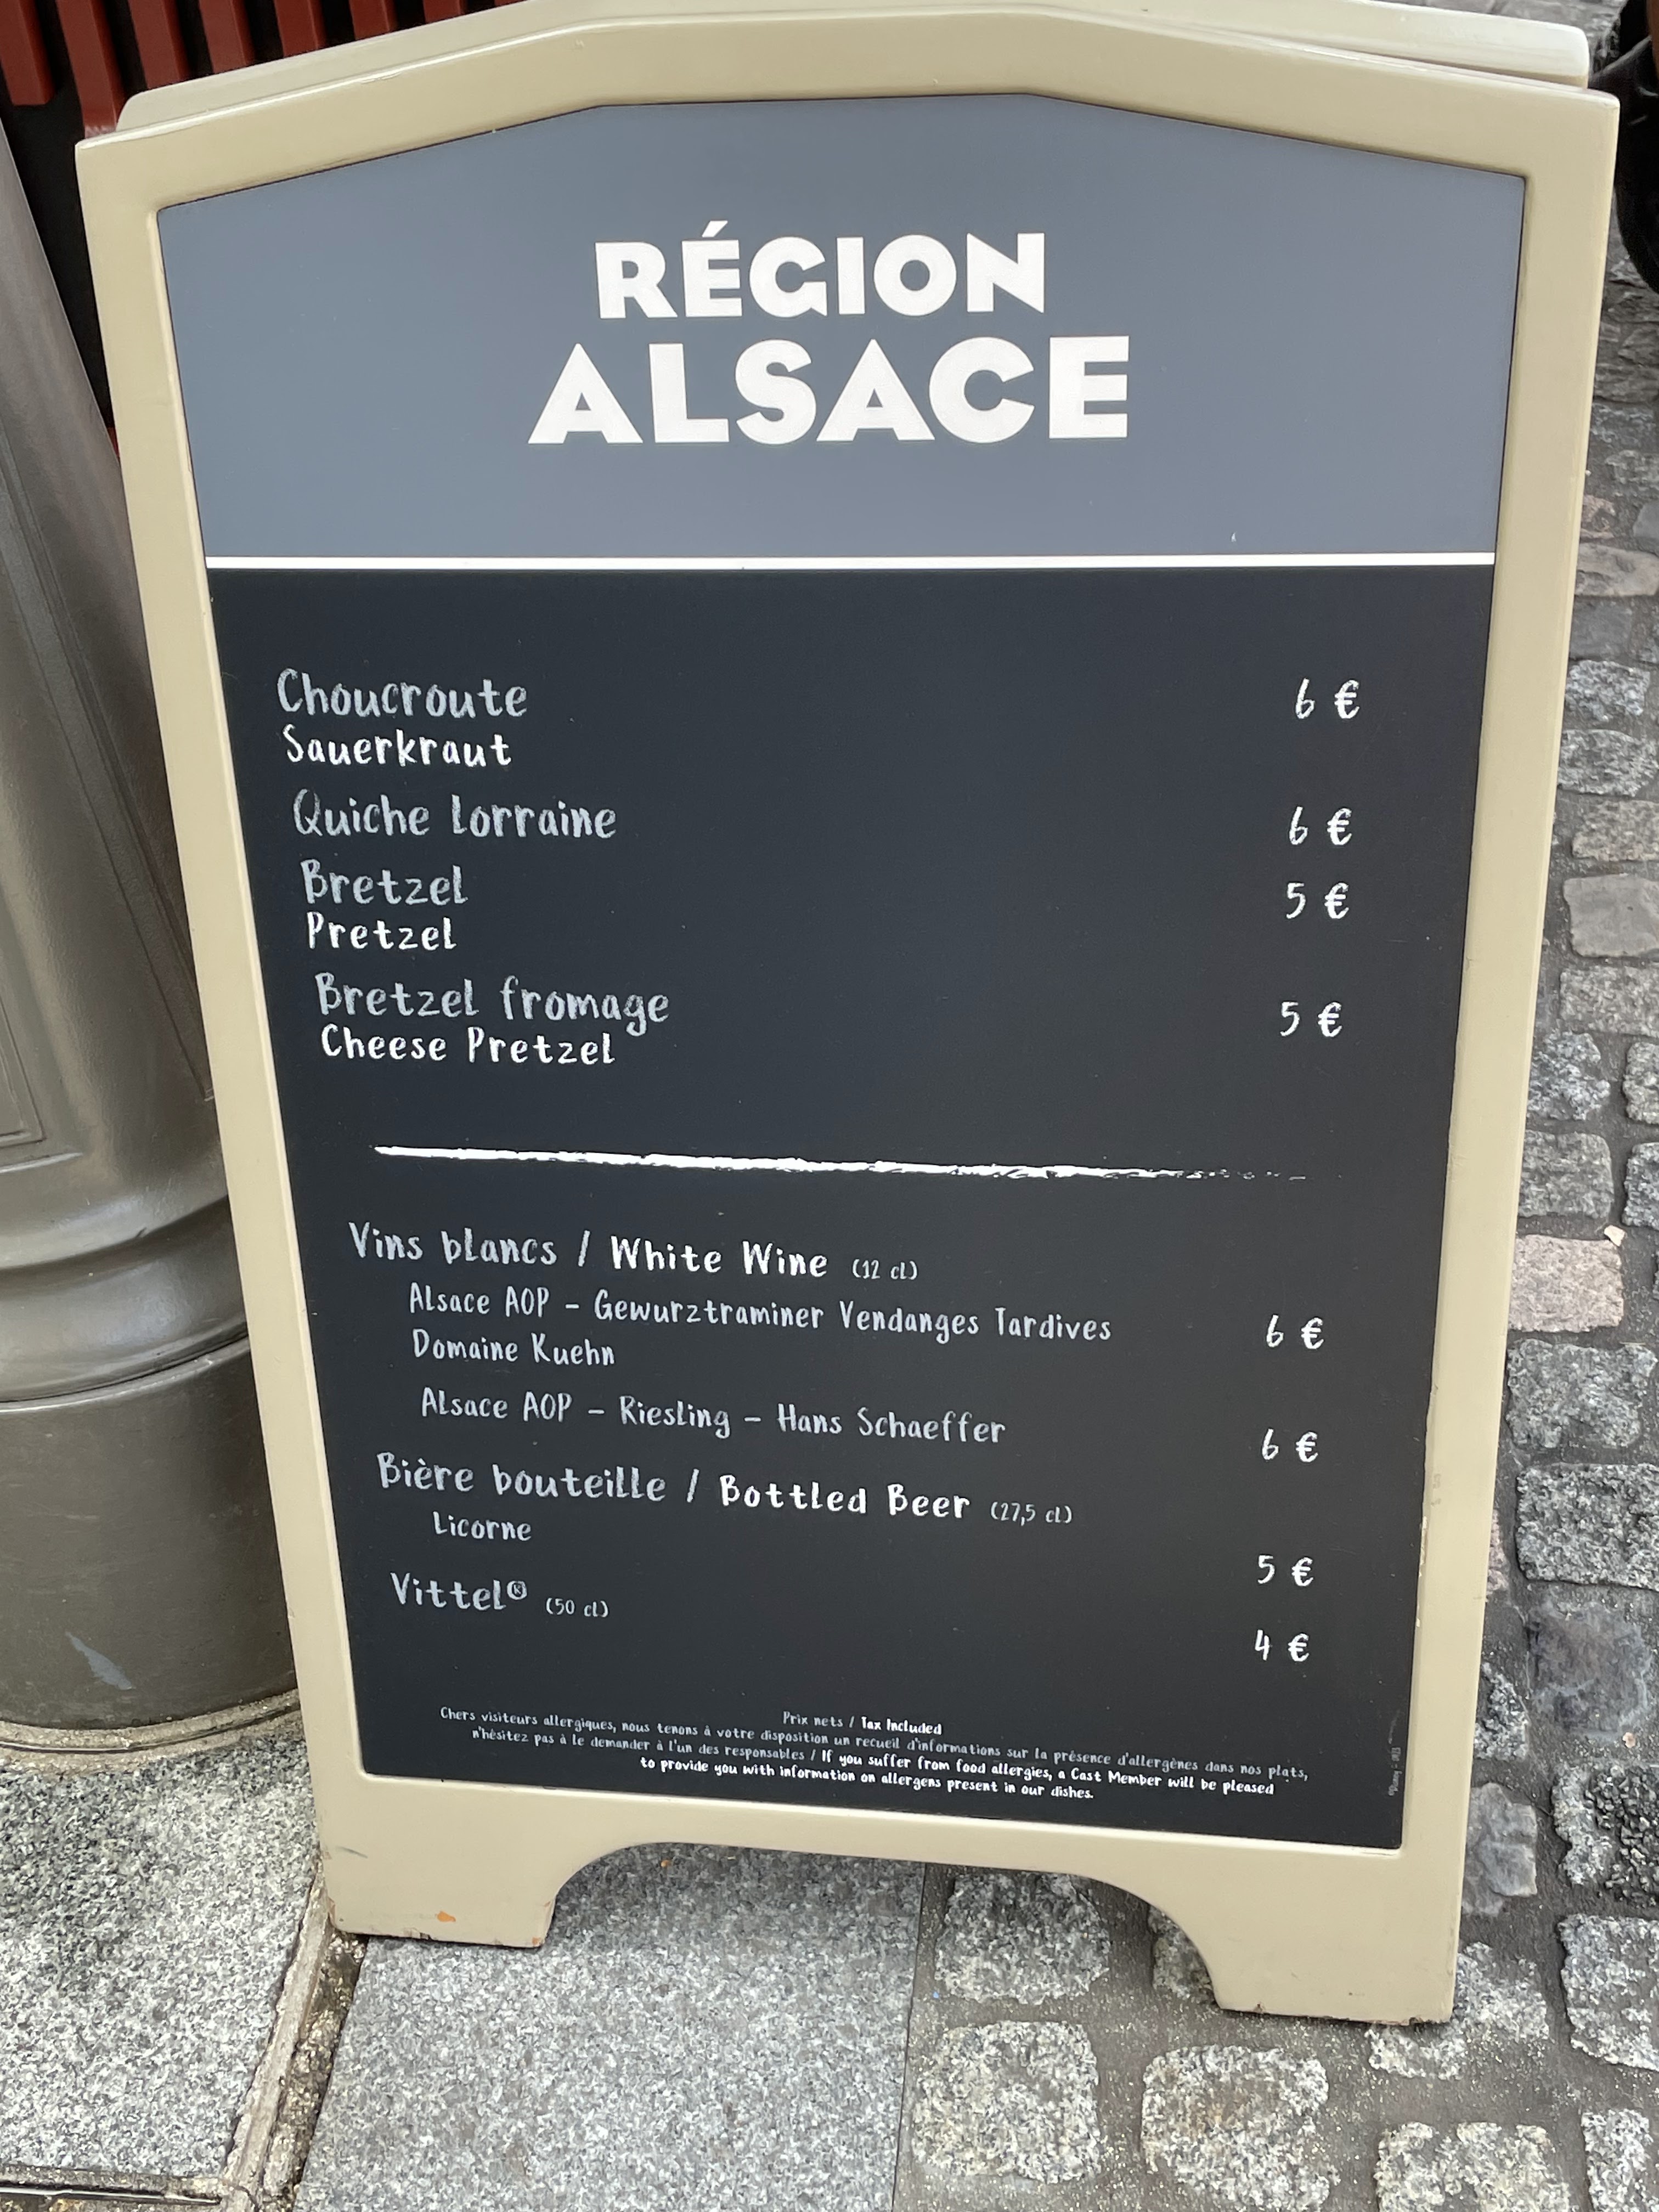 RÉGION
ALSACE
Choucroute 6 €
Sauerkraut
Quiche Lorraine 6 €
Bretzel 5 €
Pretzel
Bretzel fromage 5 €
Cheese Pretzel
Vins blancs / White Wine (12 cl)
Alsace AOP - Gewurztraminer Vendanges Tardives 6 €
Domaine Kuehn
Alsace AOP - Riesling - Hans Schaeffer 6 €
Bière bouteille / Bottled Beer (27,5 cl)
Licorne 5 €
Vittel® (50 cl) 4 €
Prix nets / Tax Included
Chers visiteurs allergiques, nous tenons à votre disposition un recueil d'informations sur la présence d'allergènes dans nos plats,
n'hésitez pas à le demander à l'un des responsables / If you suffer from food allergies, a Cast Member will be pleased
to provide you with information on allergens present in our dishes.